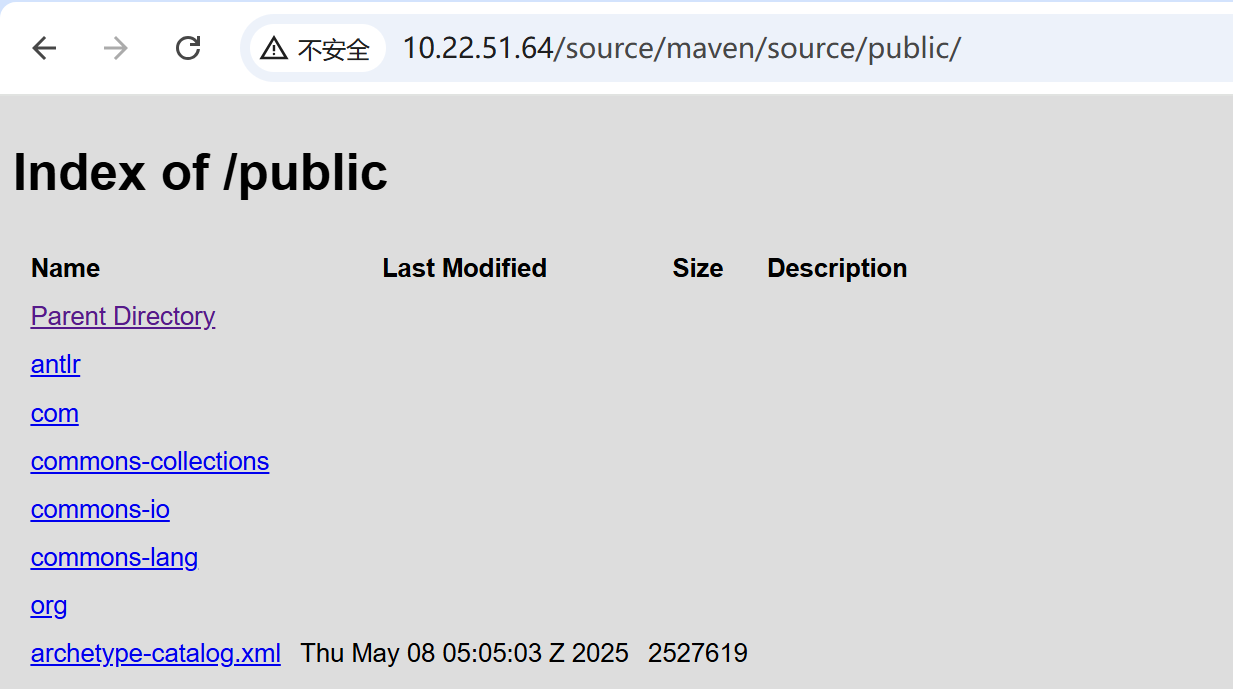 不安全 10.22.51.64/source/maven/source/public/
Index of /public
Name Last Modified Size Description
Parent Directory
antlr
com
commons-collections
commons-io
commons-lang
org
archetype-catalog.xml Thu May 08 05:05:03 Z 2025 2527619